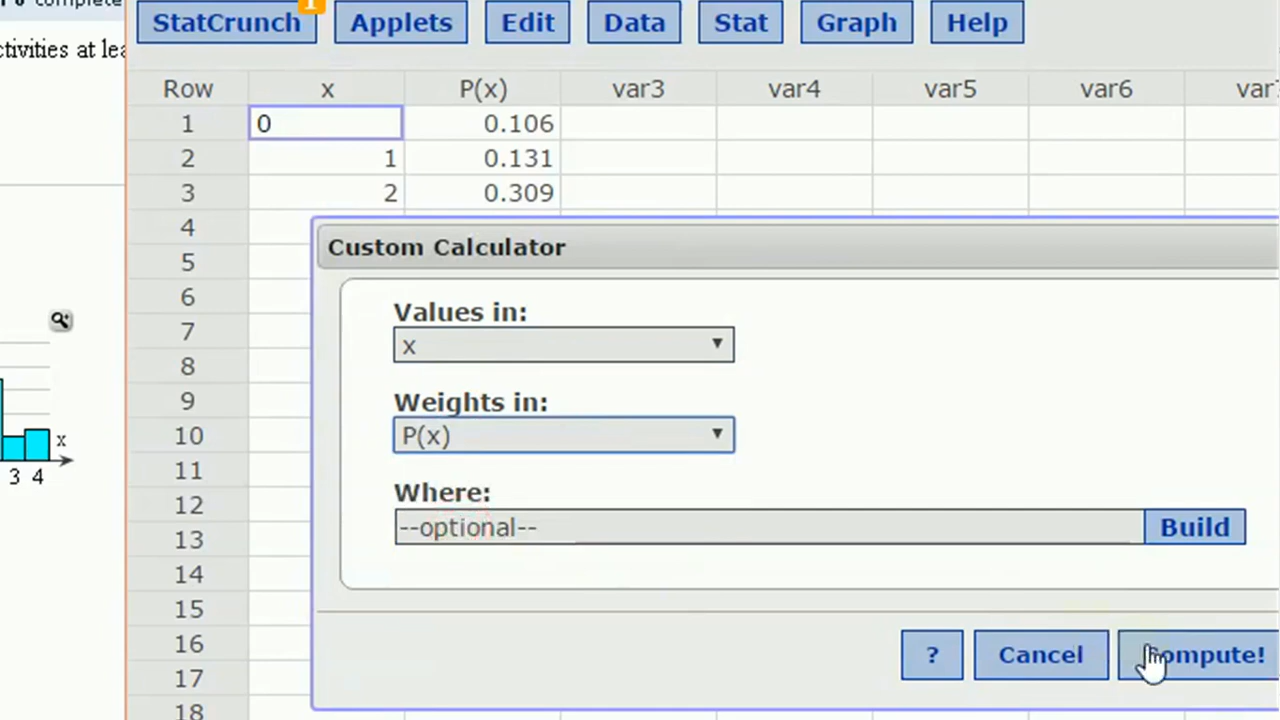 complete
ctivities at lea
StatCrunch Applets Edit Data Stat Graph Help
Row x P(x) var3 var4 var5 var6
1 0 0.106
2 1 0.131
3 2 0.309
4
5
6
7
8
9
10
11
12
13
14
15
16
17
18
Custom Calculator
Values in:
x
Weights in:
P(x)
Where:
--optional-- Build
? Cancel Compute!
x
3 4